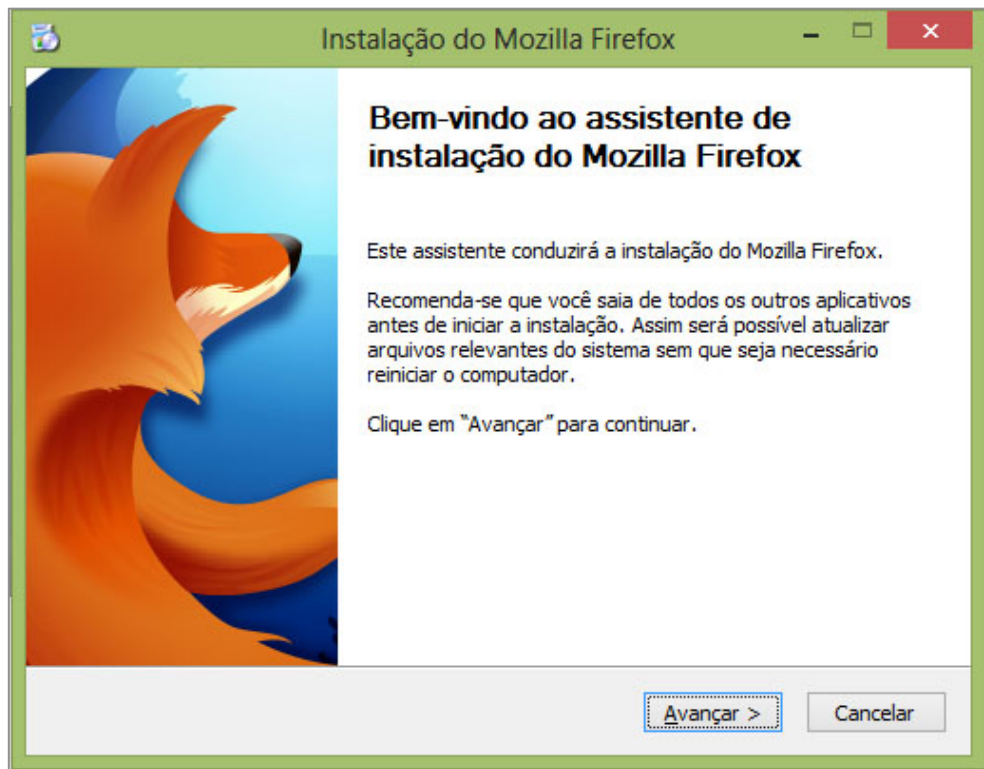 Instalação do Mozilla Firefox
Bem-vindo ao assistente de
instalação do Mozilla Firefox
Este assistente conduzirá a instalação do Mozilla Firefox.
Recomenda-se que você saia de todos os outros aplicativos
antes de iniciar a instalação. Assim será possível atualizar
arquivos relevantes do sistema sem que seja necessário
reiniciar o computador.
Clique em “Avançar” para continuar.
Avançar >
Cancelar